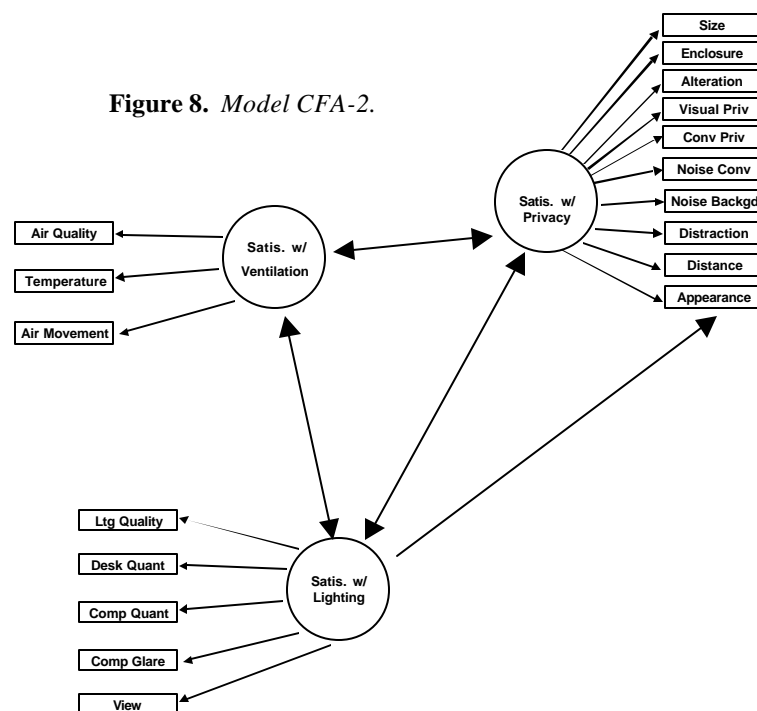 Figure 8. Model CFA-2.
Size
Enclosure
Alteration
Visual Priv
Conv Priv
Noise Conv
Noise Backgd
Distraction
Distance
Appearance
Satis. w/
Privacy
Satis. w/
Ventilation
Air Quality
Temperature
Air Movement
Ltg Quality
Desk Quant
Comp Quant
Comp Glare
View
Satis. w/
Lighting